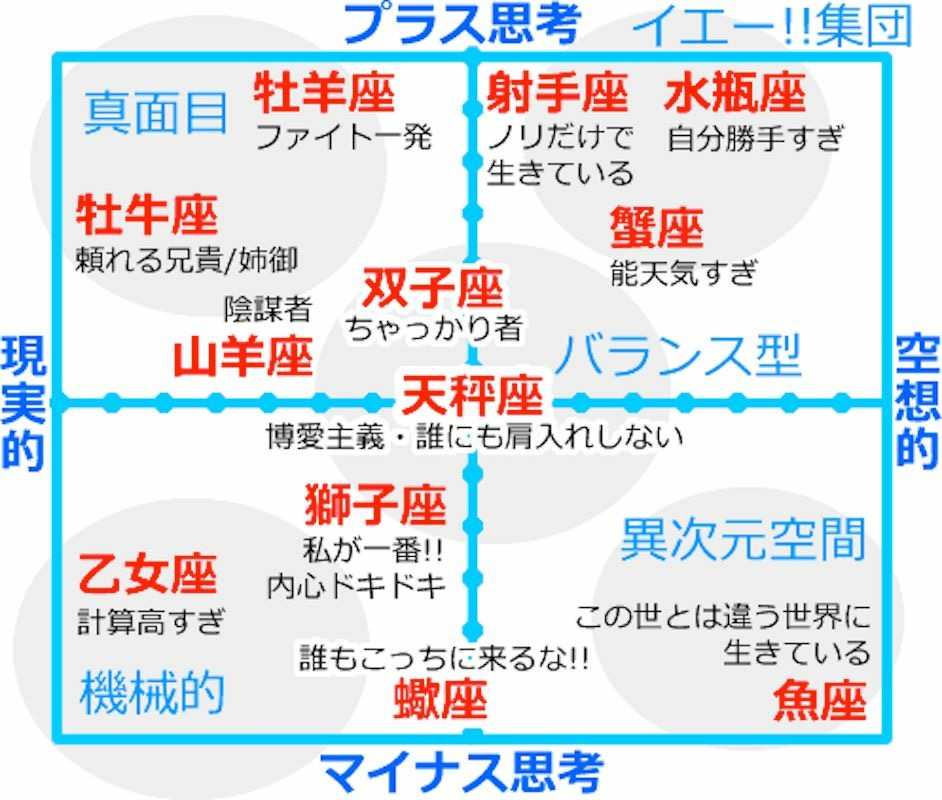 プラス思考
イエー!!集団
真面目
牡羊座
ファイト一発
射手座
ノリだけで
生きている
水瓶座
自分勝手すぎ
牡牛座
頼れる兄貴/姉御
蟹座
能天気すぎ
双子座
ちゃっかり者
陰謀者
山羊座
バランス型
現実的
空想的
天秤座
博愛主義・誰にも肩入れしない
獅子座
私が一番!!
内心ドキドキ
異次元空間
乙女座
計算高すぎ
この世とは違う世界に
生きている
魚座
誰もこっちに来るな!!
蠍座
機械的
マイナス思考